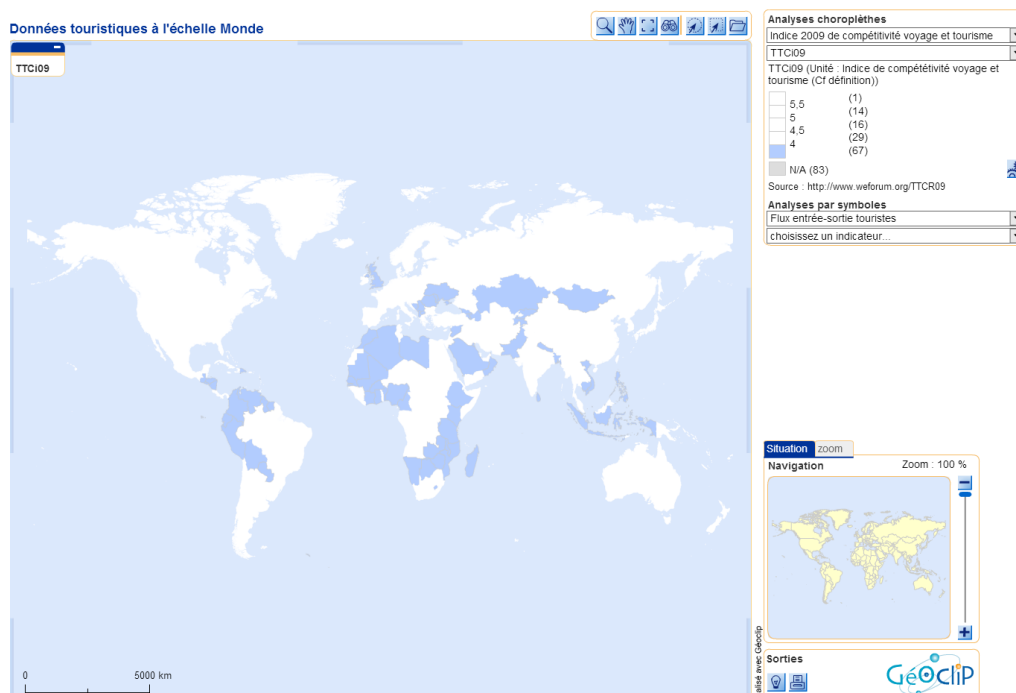 Données touristiques à l'échelle Monde
TTCi09
0 5000 km
Analyses choroplèthes
Indice 2009 de compétitivité voyage et tourisme
TTCi09
TTCi09 (Unité : Indice de compététivité voyage et
tourisme (Cf définition))
5,5 (1)
5 (14)
4,5 (16)
4 (29)
(67)
N/A (83)
Source : http://www.weforum.org/TTCR09
Analyses par symboles
Flux entrée-sortie touristes
choisissez un indicateur...
Situation zoom
Navigation Zoom : 100 %
alisé avec Géoclip
Sorties
GéOcliP